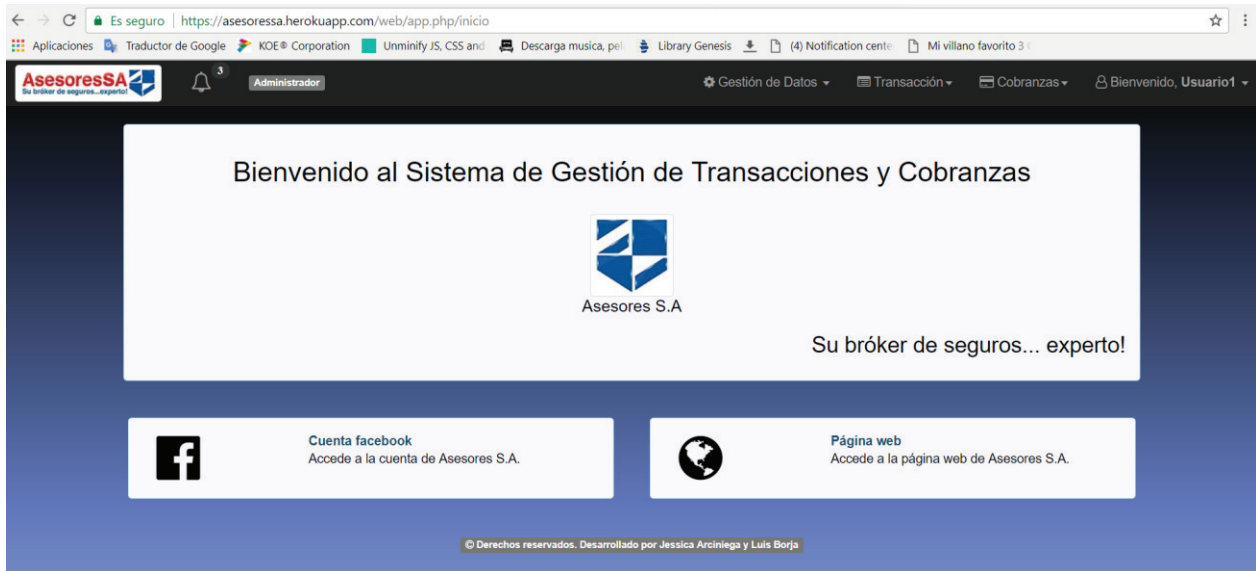 Es seguro | https://asesoressa.herokuapp.com/web/app.php/inicio
Aplicaciones Traductor de Google KOE® Corporation Unminify JS, CSS and Descarga musica, pel Library Genesis (4) Notification cente Mi villano favorito 3 (
AsesoresSA 3 Administrador Gestión de Datos Transacción Cobranzas Bienvenido, Usuario1
Su bróker de seguros...experto!
Bienvenido al Sistema de Gestión de Transacciones y Cobranzas
Asesores S.A
Su bróker de seguros... experto!
Cuenta facebook
Accede a la cuenta de Asesores S.A.
Página web
Accede a la página web de Asesores S.A.
© Derechos reservados. Desarrollado por Jessica Arciniega y Luis Borja